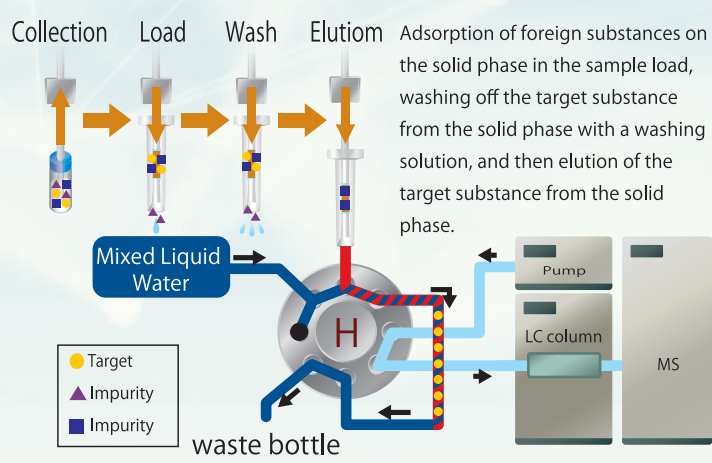 Collection
Load
Wash
Elutiom
Adsorption of foreign substances on
the solid phase in the sample load,
washing off the target substance
from the solid phase with a washing
solution, and then elution of the
target substance from the solid
phase.
Mixed Liquid
Water
Pump
H
LC column
MS
Target
Impurity
Impurity
waste bottle